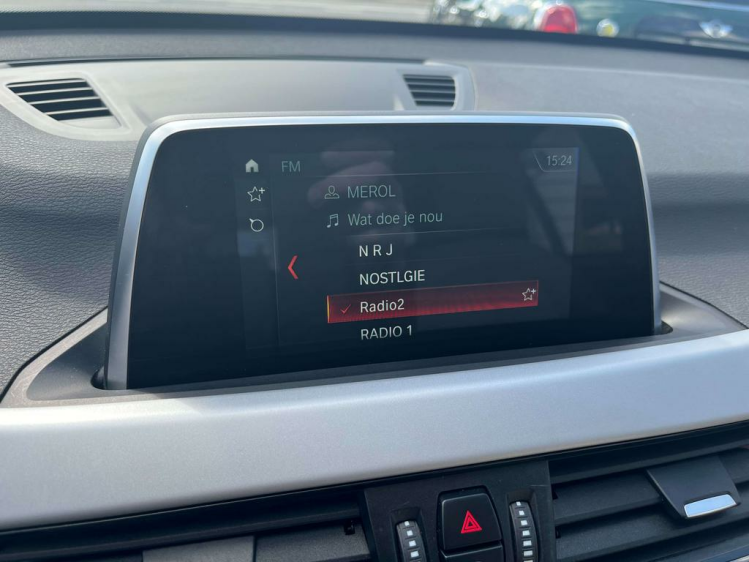 FM
15:24
MEROL
Wat doe je nou
N R J
NOSTLGIE
Radio2
RADIO 1